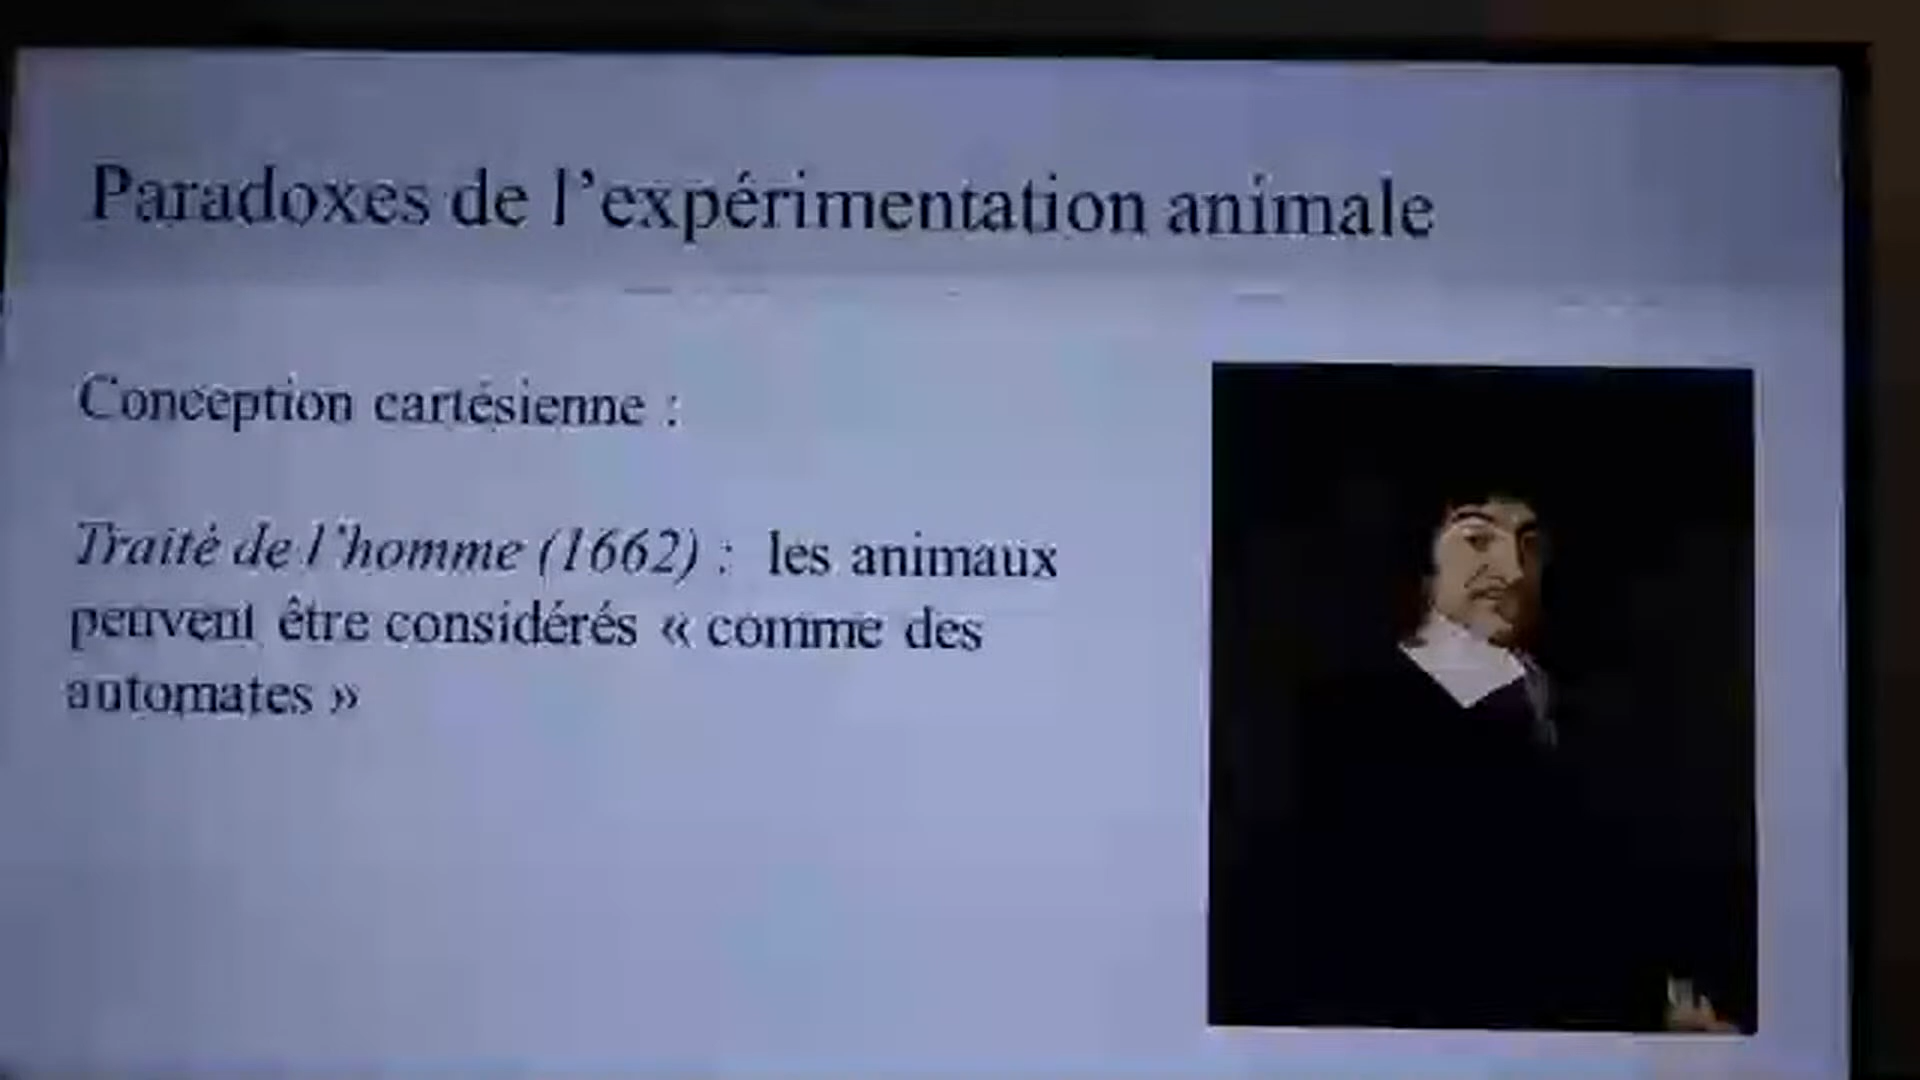 Paradoxes de l’expérimentation animale
Conception cartésienne :
Traité de l’homme (1662) : les animaux
peuvent être considérés « comme des
automates »